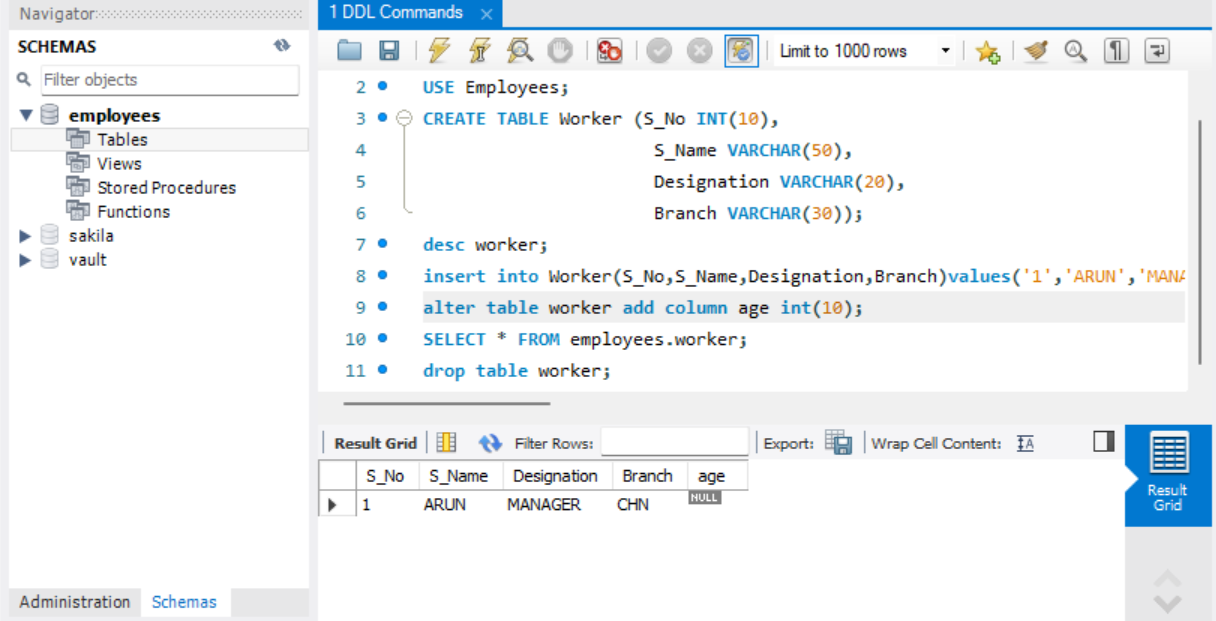 Navigator
SCHEMAS
Filter objects
employees
Tables
Views
Stored Procedures
Functions
sakila
vault
Administration Schemas
1 DDL Commands
Limit to 1000 rows
2 USE Employees;
3 CREATE TABLE Worker (S_No INT(10),
4 S_Name VARCHAR(50),
5 Designation VARCHAR(20),
6 Branch VARCHAR(30));
7 desc worker;
8 insert into Worker(S_No,S_Name,Designation,Branch)values('1','ARUN','MANA
9 alter table worker add column age int(10);
10 SELECT * FROM employees.worker;
11 drop table worker;
Result Grid Filter Rows: Export: Wrap Cell Content: IA
S_No S_Name Designation Branch age
1 ARUN MANAGER CHN NULL
Result
Grid